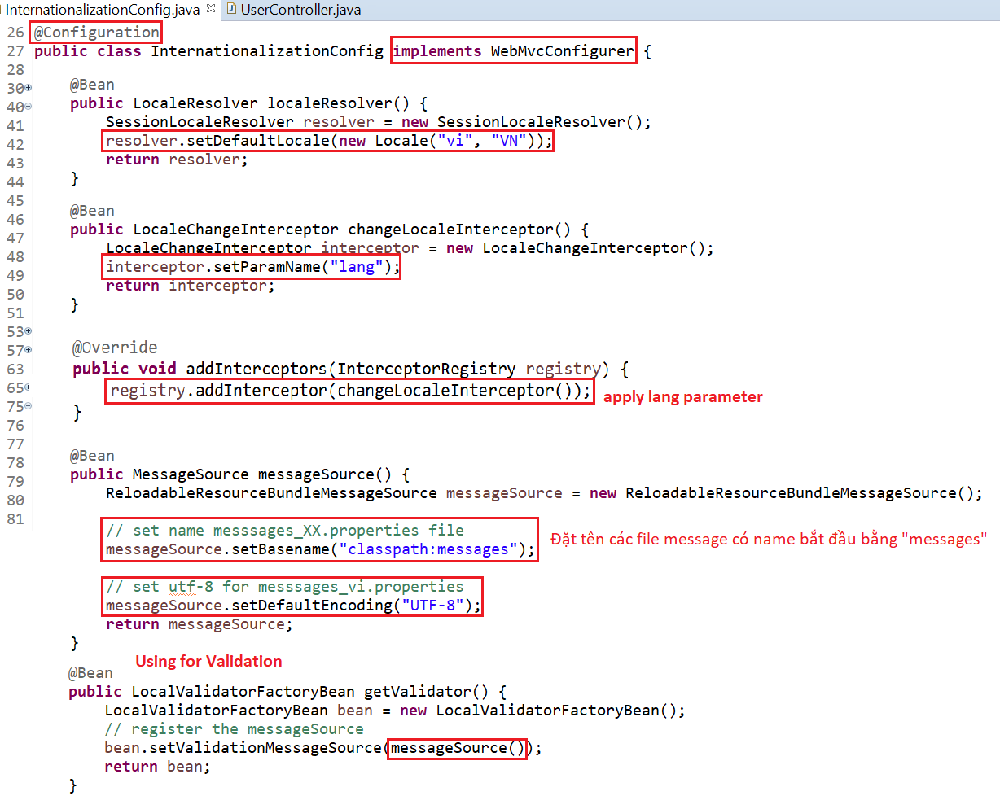 InternationalizationConfig.java UserController.java
26 @Configuration
27 public class InternationalizationConfig implements WebMvcConfigurer {
28
30 @Bean
40 public LocaleResolver localeResolver() {
41 SessionLocaleResolver resolver = new SessionLocaleResolver();
42 resolver.setDefaultLocale(new Locale("vi", "VN"));
43 return resolver;
44 }
45
46 @Bean
47 public LocaleChangeInterceptor changeLocaleInterceptor() {
48 LocaleChangeInterceptor interceptor = new LocaleChangeInterceptor();
49 interceptor.setParamName("lang");
50 return interceptor;
51 }
53
57 @Override
63 public void addInterceptors(InterceptorRegistry registry) {
65 registry.addInterceptor(changeLocaleInterceptor()); apply lang parameter
75 }
76
77
78 @Bean
79 public MessageSource messageSource() {
80 ReloadableResourceBundleMessageSource messageSource = new ReloadableResourceBundleMessageSource();
81
// set name messsages_XX.properties file
messageSource.setBasename("classpath:messages"); Đặt tên các file message có name bắt đầu bằng "messages"
// set utf-8 for messsages_vi.properties
messageSource.setDefaultEncoding("UTF-8");
return messageSource;
}
Using for Validation
@Bean
public LocalValidatorFactoryBean getValidator() {
LocalValidatorFactoryBean bean = new LocalValidatorFactoryBean();
// register the messageSource
bean.setValidationMessageSource(messageSource());
return bean;
}